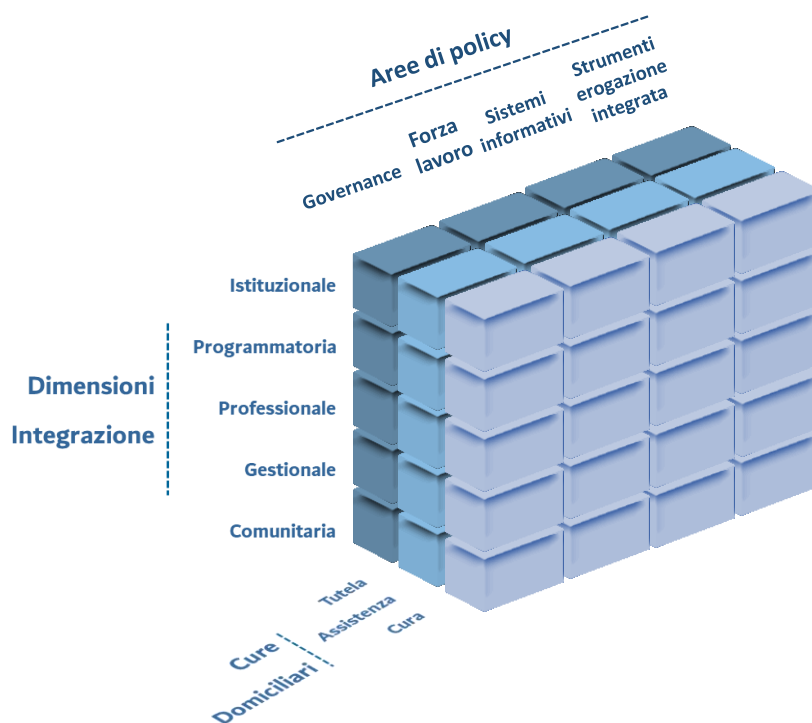 Aree di policy
Governance
Forza
lavoro
Sistemi
informativi
Strumenti
erogazione
integrata
Dimensioni
Integrazione
Istituzionale
Programmatoria
Professionale
Gestionale
Comunitaria
Cure
Domiciliari
Tutela
Assistenza
Cura